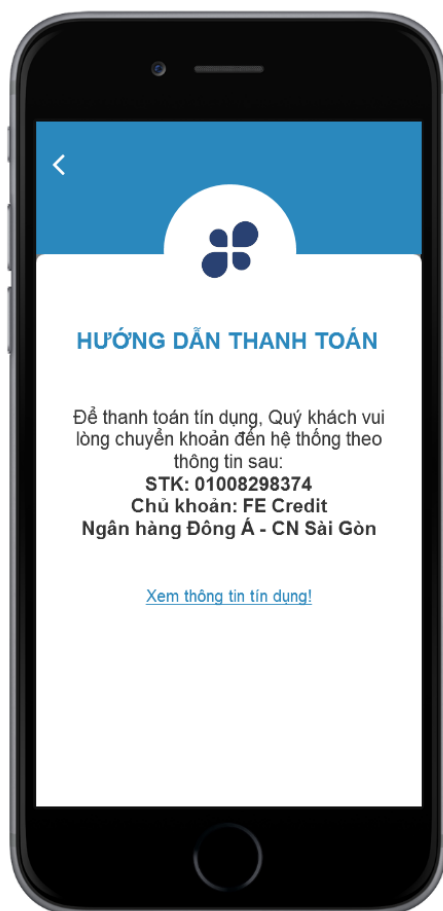 HƯỚNG DẪN THANH TOÁN
Để thanh toán tín dụng, Quý khách vui
lòng chuyển khoản đến hệ thống theo
thông tin sau:
STK: 01008298374
Chủ khoản: FE Credit
Ngân hàng Đông Á - CN Sài Gòn
Xem thông tin tín dụng!